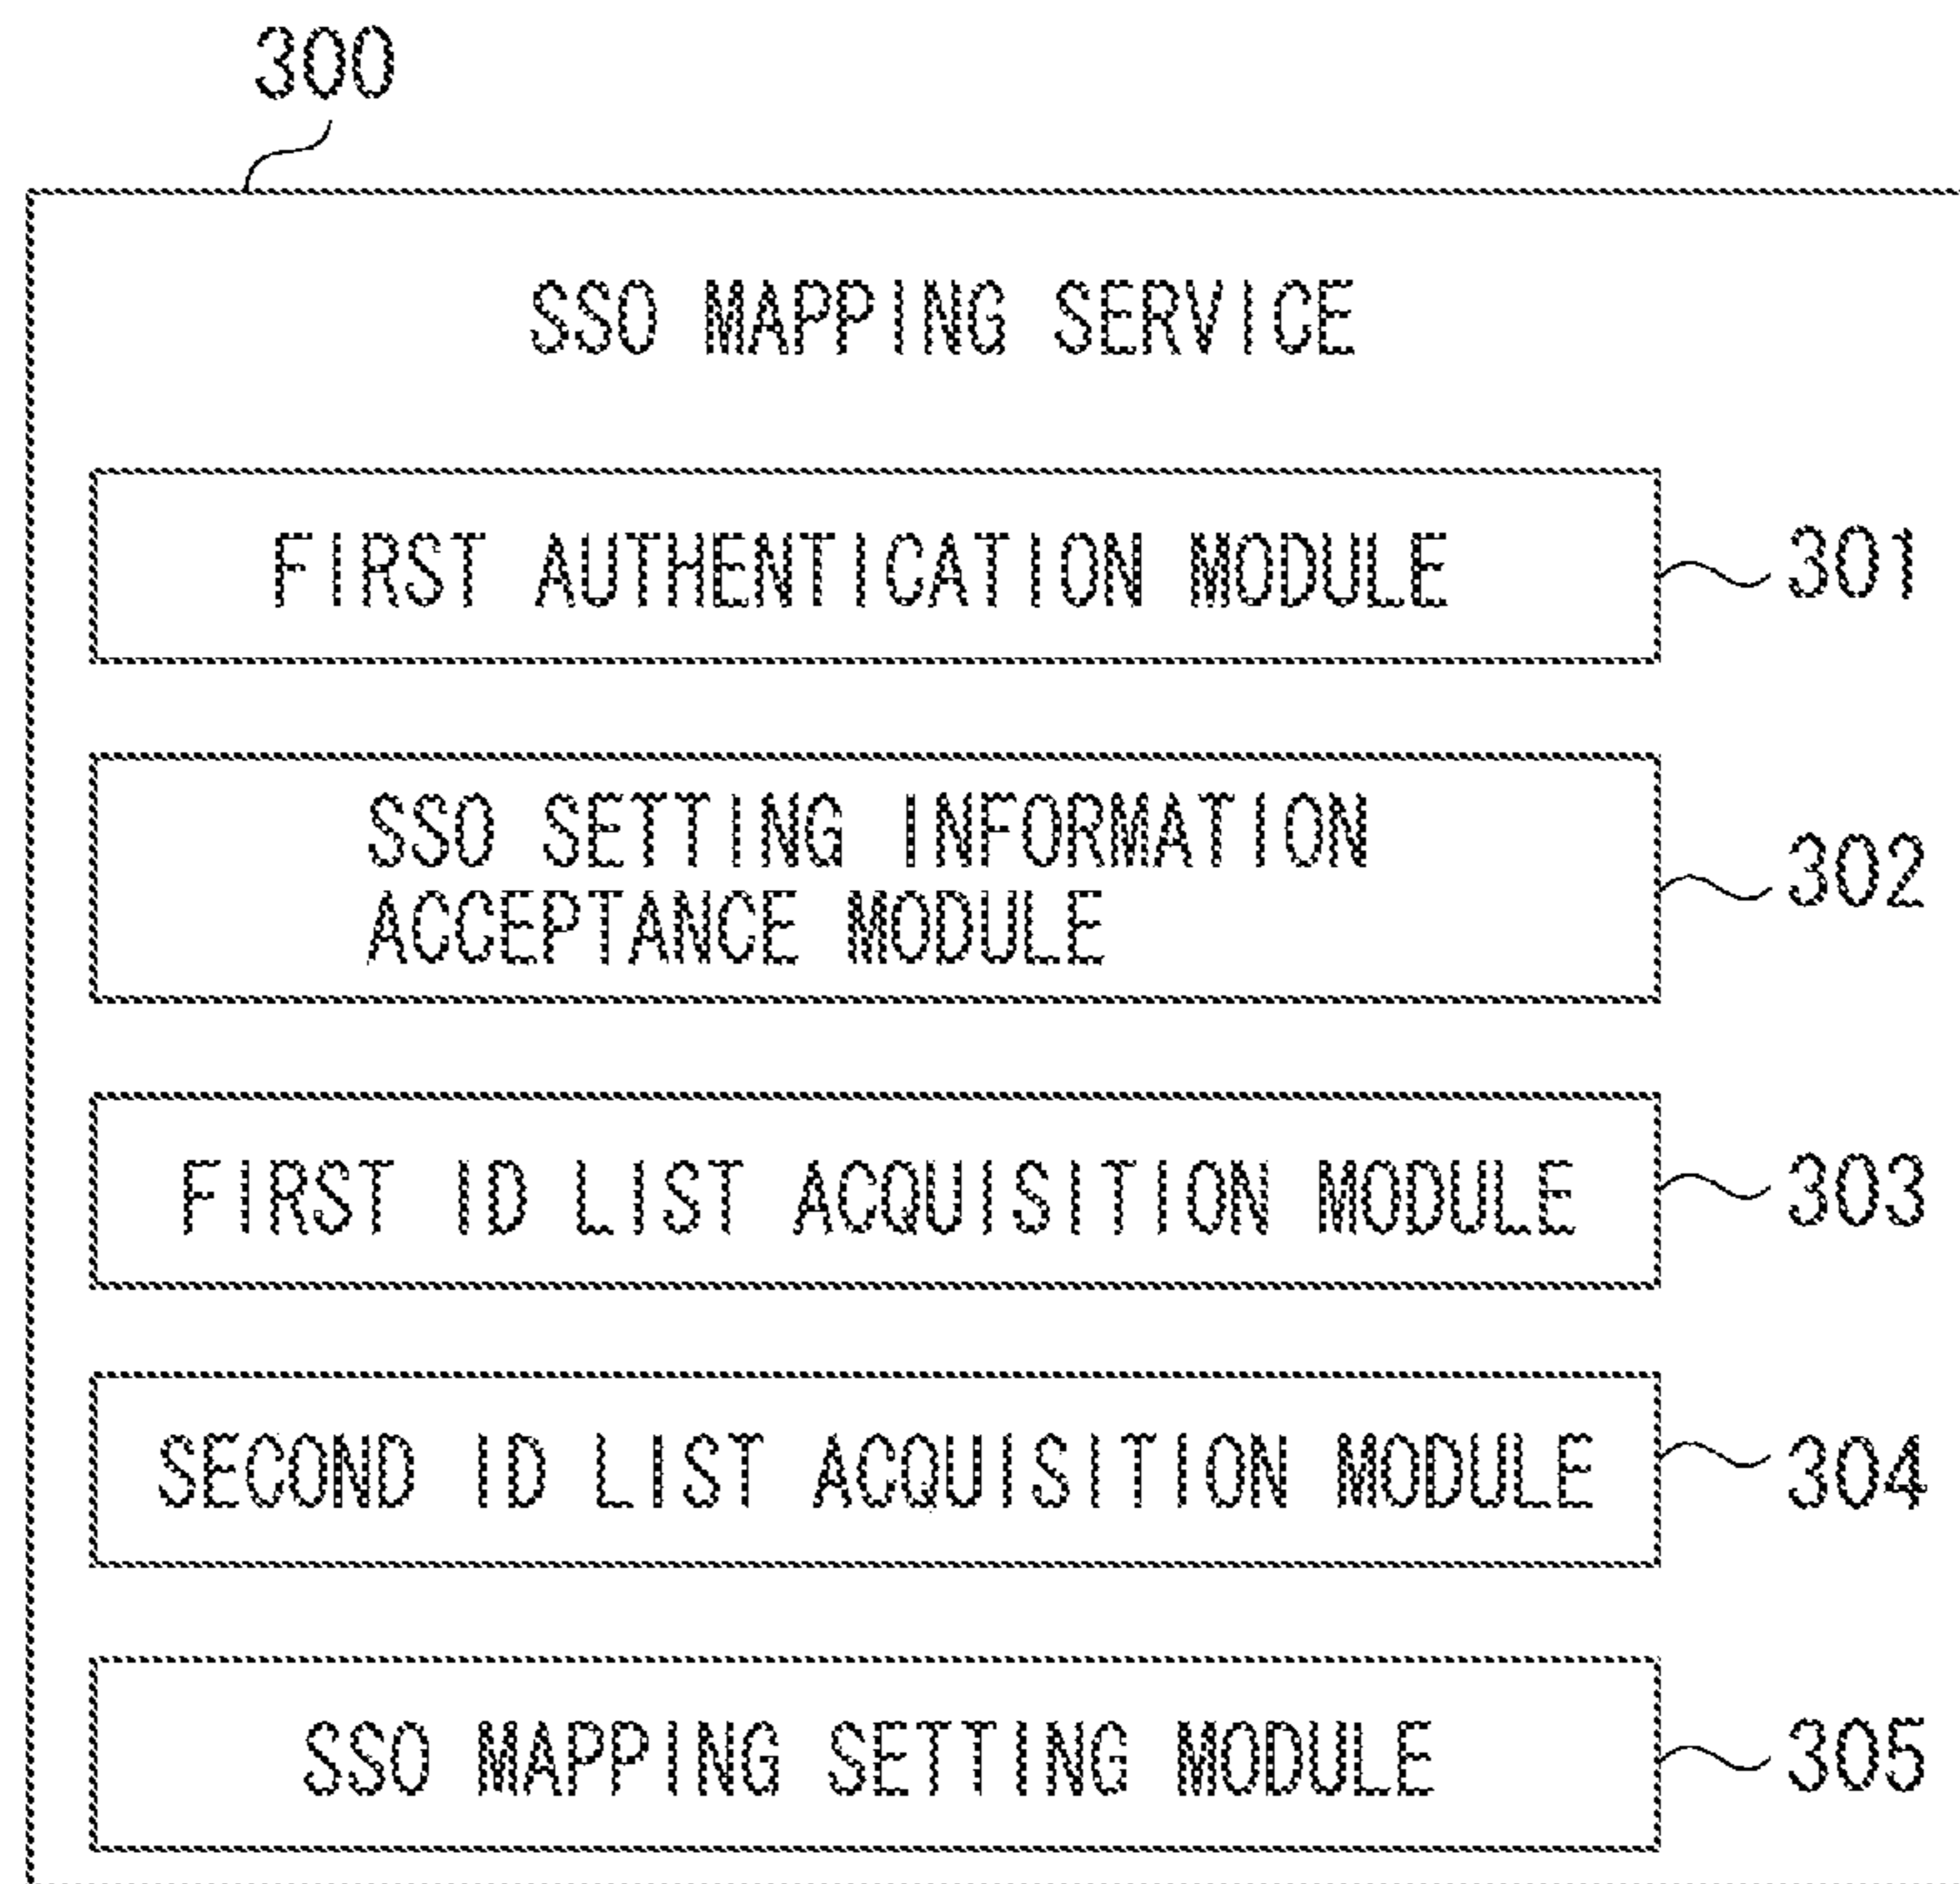 300
SSO MAPPING SERVICE
FIRST AUTHENTICATION MODULE
301
SSO SETTING INFORMATION
ACCEPTANCE MODULE
302
FIRST ID LIST ACQUISITION MODULE
303
SECOND ID LIST ACQUISITION MODULE
304
SSO MAPPING SETTING MODULE
305